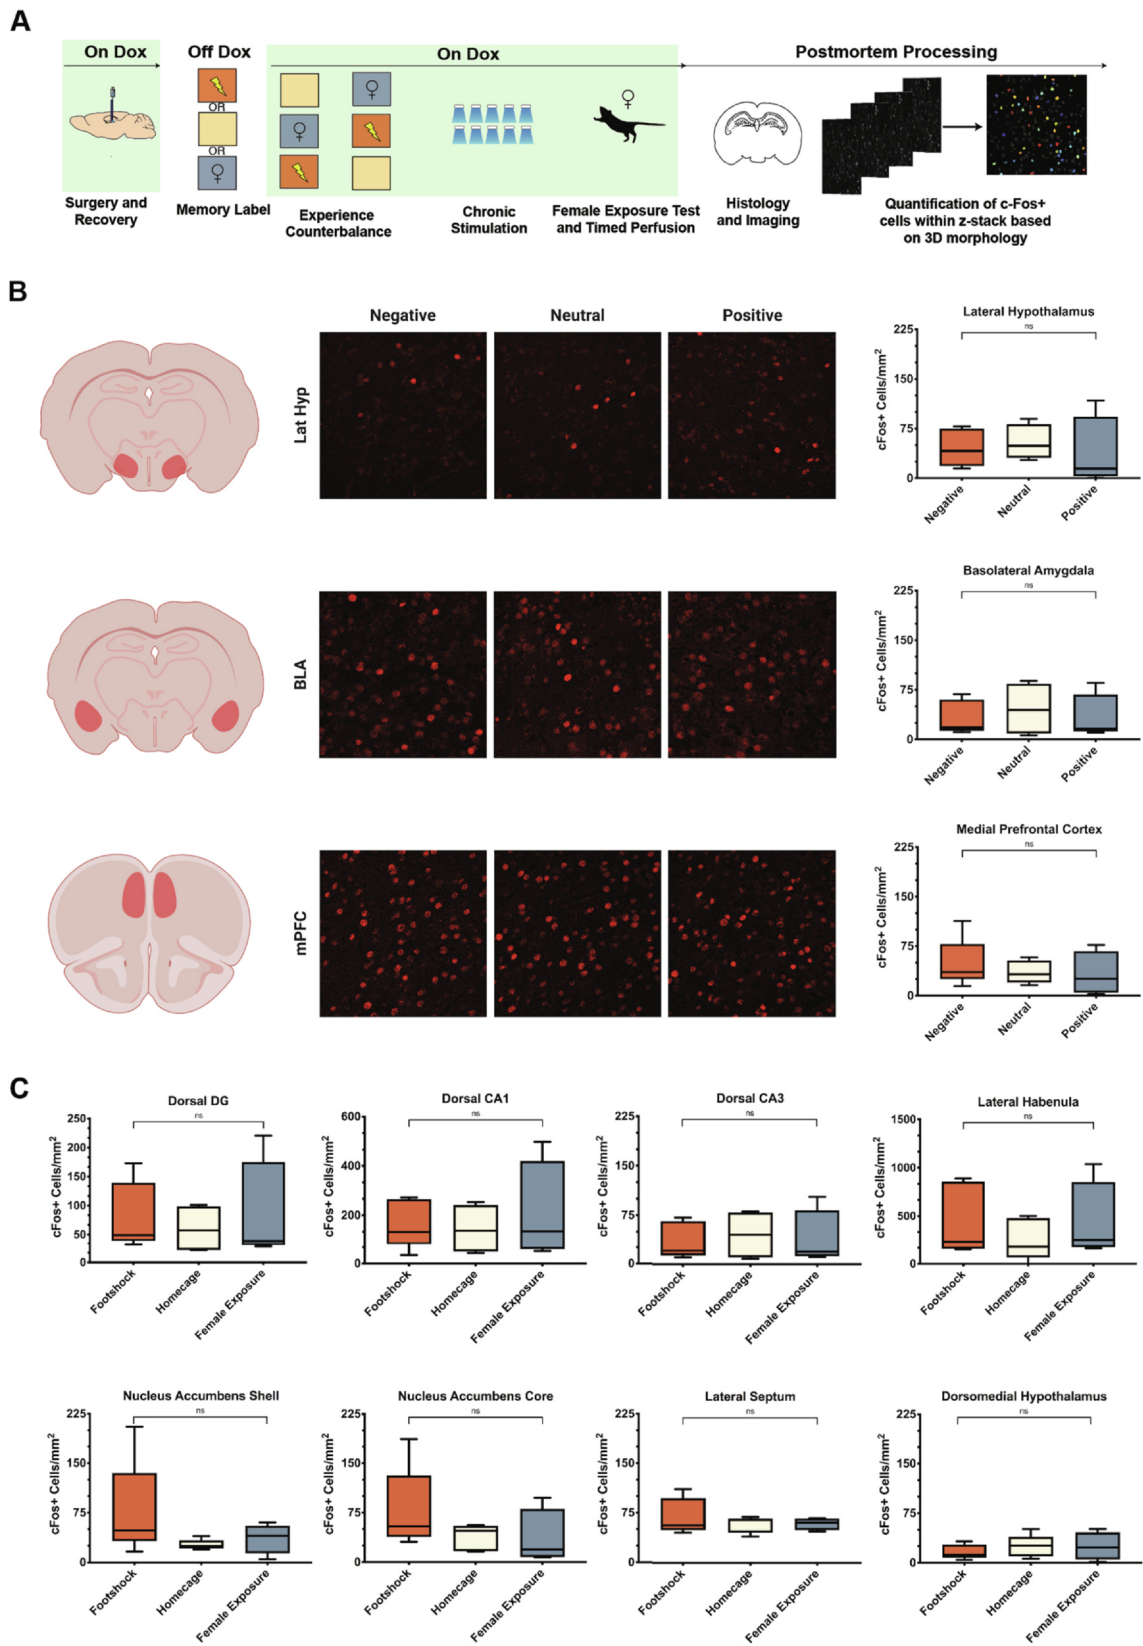 A
On Dox
Off Dox
On Dox
Postmortem Processing
OR
OR
Surgery and
Recovery
Memory Label
Experience
Counterbalance
Chronic
Stimulation
Female Exposure Test
and Timed Perfusion
Histology
and Imaging
Quantification of c-Fos+
cells within z-stack based
on 3D morphology
B
Negative
Neutral
Positive
Lat Hyp
Lateral Hypothalamus
ns
cFos+ Cells/mm²
225
150
75
0
Negative
Neutral
Positive
BLA
Basolateral Amygdala
ns
cFos+ Cells/mm²
225
150
75
0
Negative
Neutral
Positive
mPFC
Medial Prefrontal Cortex
ns
cFos+ Cells/mm²
225
150
75
0
Negative
Neutral
Positive
C
Dorsal DG
ns
cFos+ Cells/mm²
250
200
150
100
50
0
Footshock
Homecage
Female Exposure
Dorsal CA1
ns
cFos+ Cells/mm²
600
400
200
0
Footshock
Homecage
Female Exposure
Dorsal CA3
ns
cFos+ Cells/mm²
225
150
75
0
Footshock
Homecage
Female Exposure
Lateral Habenula
ns
cFos+ Cells/mm²
1500
1000
500
0
Footshock
Homecage
Female Exposure
Nucleus Accumbens Shell
ns
cFos+ Cells/mm²
225
150
75
0
Footshock
Homecage
Female Exposure
Nucleus Accumbens Core
ns
cFos+ Cells/mm²
225
150
75
0
Footshock
Homecage
Female Exposure
Lateral Septum
ns
cFos+ Cells/mm²
225
150
75
0
Footshock
Homecage
Female Exposure
Dorsomedial Hypothalamus
ns
cFos+ Cells/mm²
225
150
75
0
Footshock
Homecage
Female Exposure